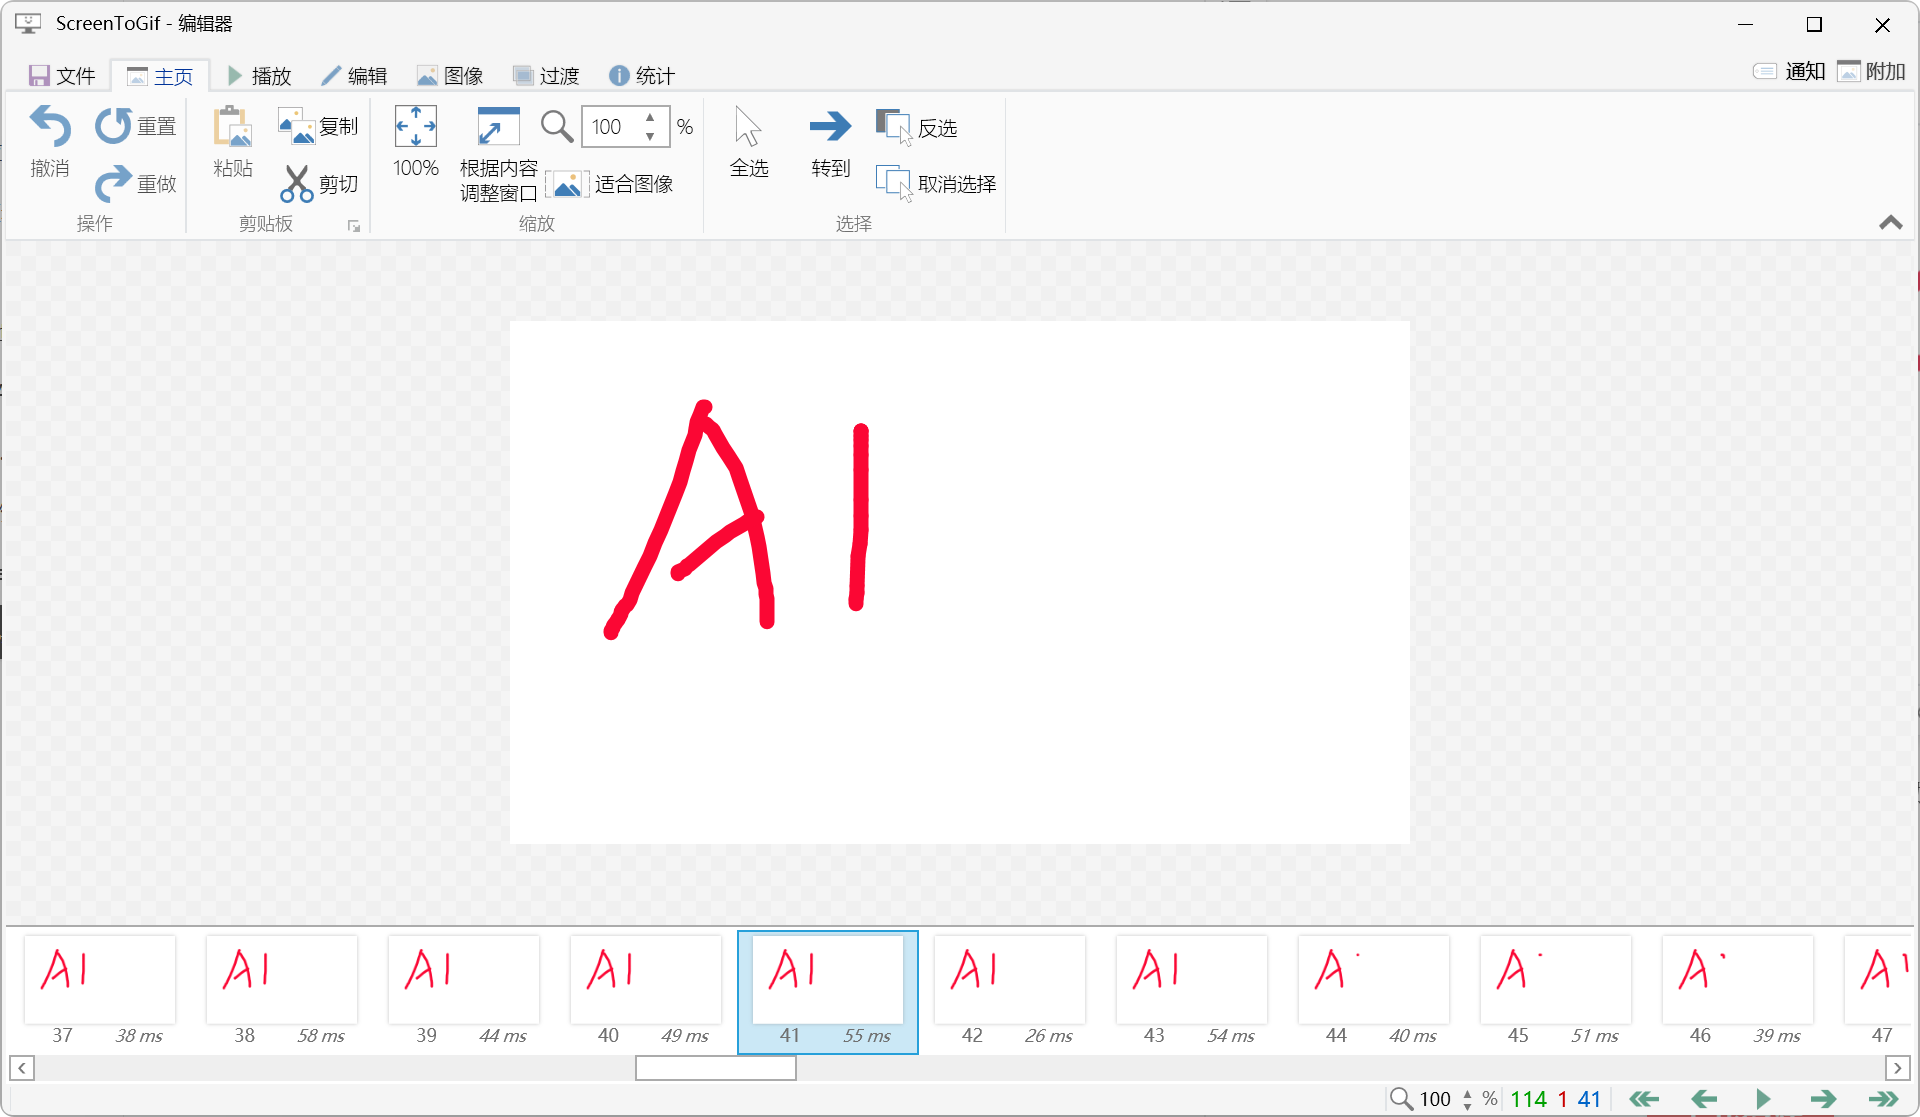 ScreenToGif - 编辑器
文件 主页 播放 编辑 图像 过渡 统计 通知 附加
撤消 重置 重做 操作
粘贴 复制 剪切 剪贴板
100% 根据内容调整窗口 100 % 适合图像 缩放
全选 转到 反选 取消选择 选择
AI
AI AI AI AI AI AI AI A A A A
37 38 ms 38 58 ms 39 44 ms 40 49 ms 41 55 ms 42 26 ms 43 54 ms 44 40 ms 45 51 ms 46 39 ms 47
100 % 114 1 41